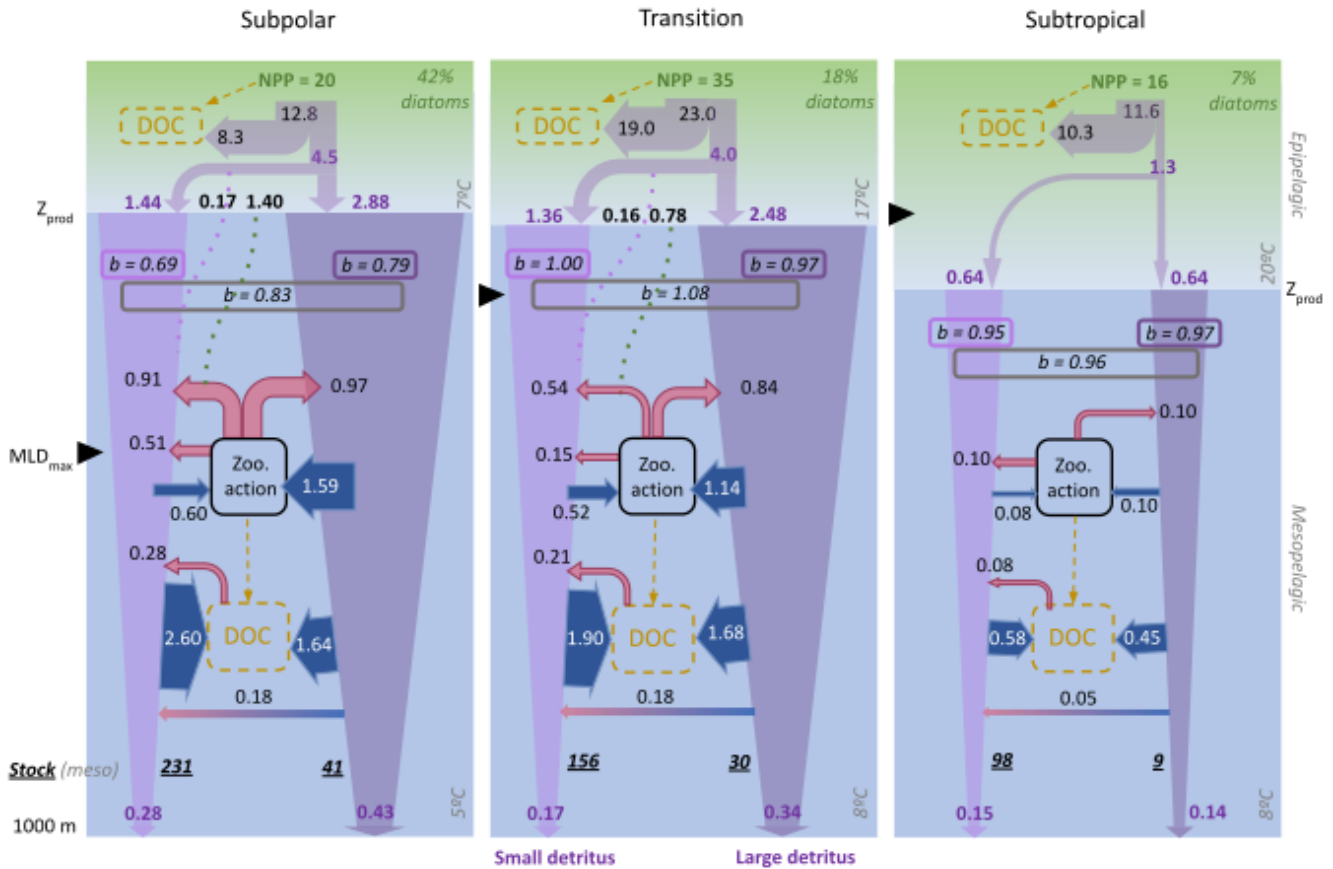 Subpolar
Transition
Subtropical
NPP = 20
42%
diatoms
DOC
12.8
8.3
4.5
7ºC
Z prod
1.44
0.17
1.40
2.88
b = 0.69
b = 0.79
b = 0.83
0.91
0.97
MLD max
0.51
Zoo.
action
1.59
0.60
0.28
2.60
DOC
1.64
0.18
Stock (meso)
231
41
5ºC
1000 m
0.28
0.43
NPP = 35
18%
diatoms
DOC
23.0
19.0
4.0
17ºC
1.36
0.16
0.78
2.48
b = 1.00
b = 0.97
b = 1.08
0.54
0.84
0.15
Zoo.
action
1.14
0.52
0.21
1.90
DOC
1.68
0.18
156
30
8ºC
0.17
0.34
Small detritus
Large detritus
NPP = 16
7%
diatoms
DOC
11.6
10.3
1.3
Epipelagic
20ºC
0.64
0.64
Z prod
b = 0.95
b = 0.97
b = 0.96
0.10
0.10
Zoo.
action
0.08
0.10
Mesopelagic
0.08
0.58
DOC
0.45
0.05
98
9
8ºC
0.15
0.14